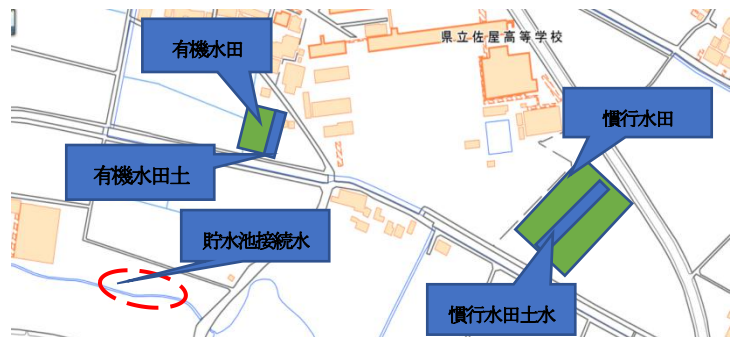 有機水田
県立佐屋高等学校
慣行水田
有機水田土
貯水池接続水
慣行水田土水